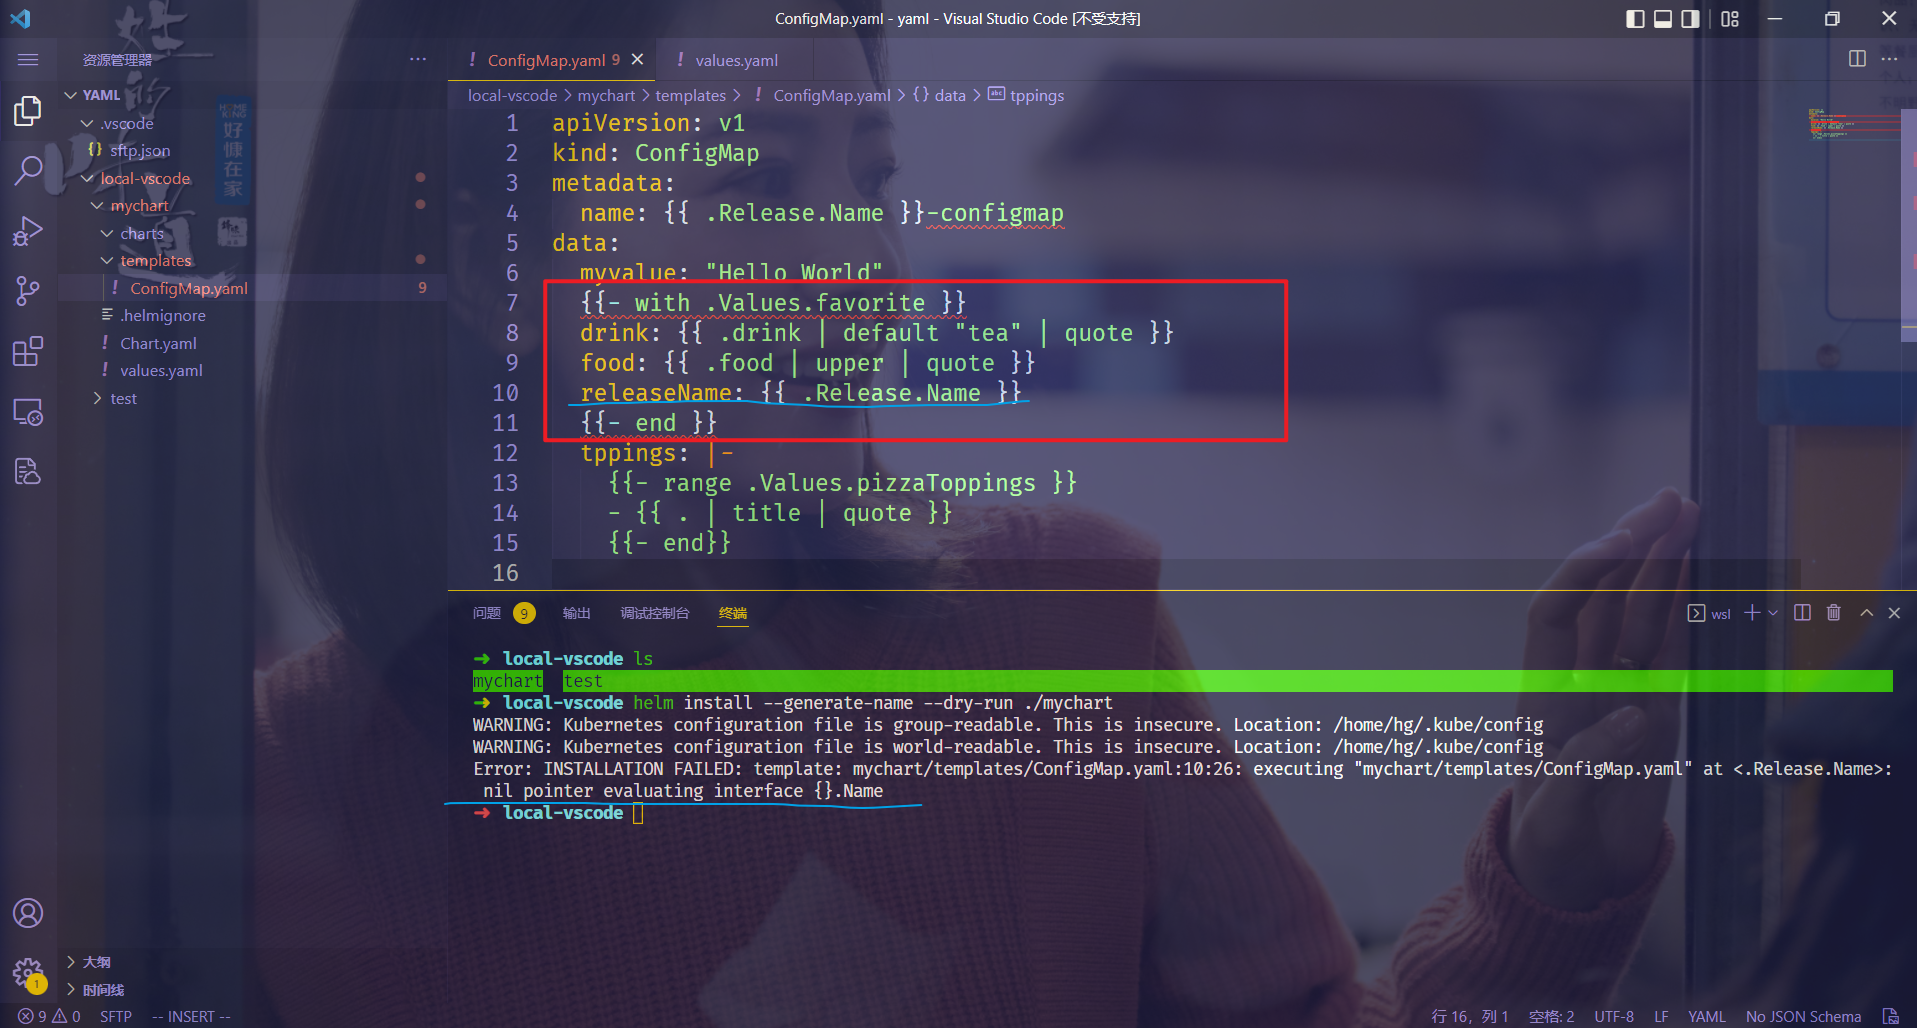 ConfigMap.yaml - yaml - Visual Studio Code [不受支持]
资源管理器
ConfigMap.yaml 9
values.yaml
YAML
local-vscode > mychart > templates > ! ConfigMap.yaml > {} data > abc tppings
.vscode
{} sftp.json
local-vscode
mychart
charts
templates
! ConfigMap.yaml 9
.helmignore
! Chart.yaml
! values.yaml
test
HOME KING
好慷在家
1 apiVersion: v1
2 kind: ConfigMap
3 metadata:
4 name: {{ .Release.Name }}-configmap
5 data:
6 myvalue: "Hello World"
7 {{- with .Values.favorite }}
8 drink: {{ .drink | default "tea" | quote }}
9 food: {{ .food | upper | quote }}
10 releaseName: {{ .Release.Name }}
11 {{- end }}
12 tppings: |-
13 {{- range .Values.pizzaToppings }}
14 - {{ . | title | quote }}
15 {{- end}}
16
问题 9 输出 调试控制台 终端
wsl
→ local-vscode ls
mychart test
→ local-vscode helm install --generate-name --dry-run ./mychart
WARNING: Kubernetes configuration file is group-readable. This is insecure. Location: /home/hg/.kube/config
WARNING: Kubernetes configuration file is world-readable. This is insecure. Location: /home/hg/.kube/config
Error: INSTALLATION FAILED: template: mychart/templates/ConfigMap.yaml:10:26: executing "mychart/templates/ConfigMap.yaml" at <.Release.Name>:
nil pointer evaluating interface {}.Name
→ local-vscode
大纲
时间线
1
9 0 SFTP -- INSERT --
行 16, 列 1 空格: 2 UTF-8 LF YAML No JSON Schema